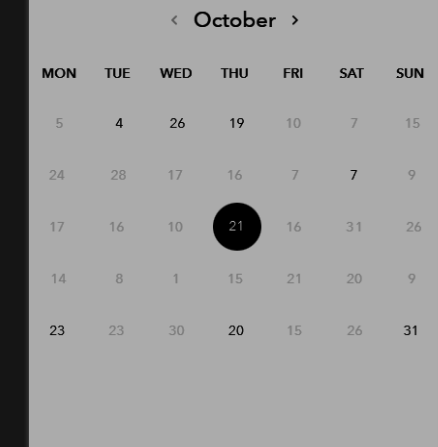 ‹ October ›
MON TUE WED THU FRI SAT SUN
5 4 26 19 10 7 15
24 28 17 16 7 7 9
17 16 10 21 16 31 26
14 8 1 15 21 20 9
23 23 30 20 15 26 31